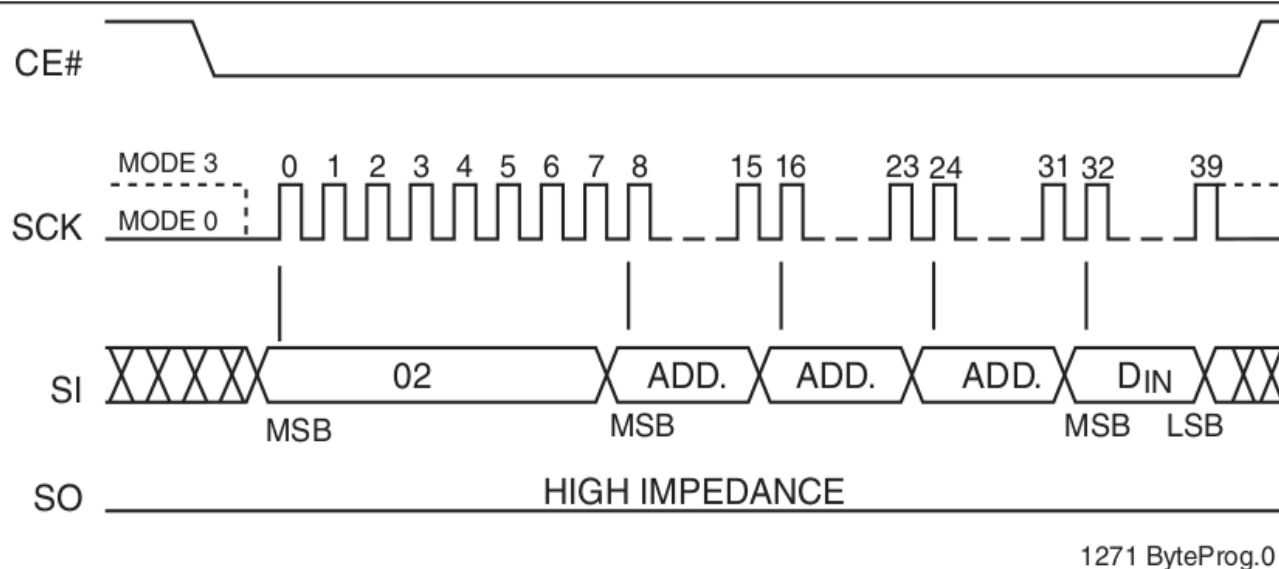 CE#
MODE 3
0 1 2 3 4 5 6 7 8 15 16 23 24 31 32 39
SCK
MODE 0
SI
02 ADD. ADD. ADD. DIN
MSB MSB MSB LSB
SO
HIGH IMPEDANCE
1271 ByteProg.0